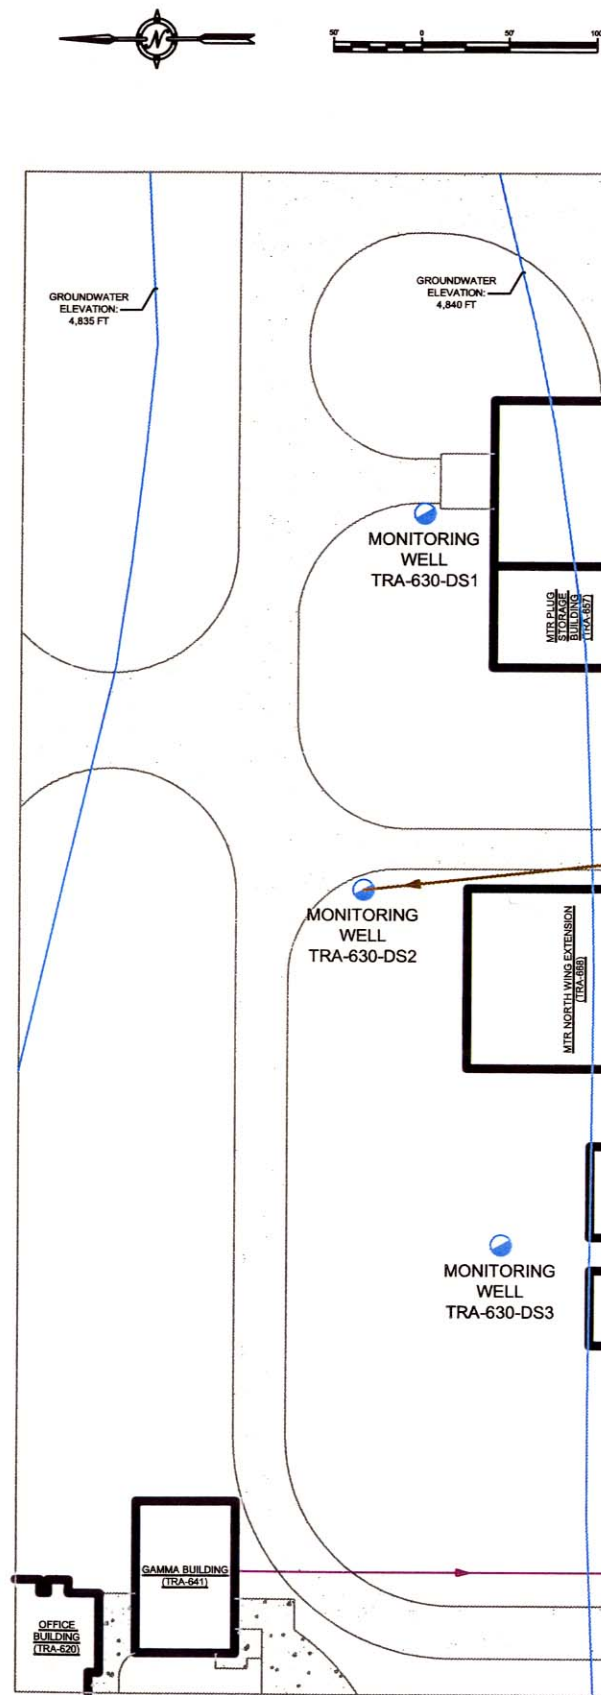 N
50'
0
50'
100
GROUNDWATER
ELEVATION:
4,835 FT
GROUNDWATER
ELEVATION:
4,840 FT
MONITORING
WELL
TRA-630-DS1
MTR PLUG
STORAGE
BUILDING
(TRA-657)
MONITORING
WELL
TRA-630-DS2
MTR NORTH WING EXTENSION
(TRA-668)
MONITORING
WELL
TRA-630-DS3
GAMMA BUILDING
(TRA-641)
OFFICE
BUILDING
(TRA-620)